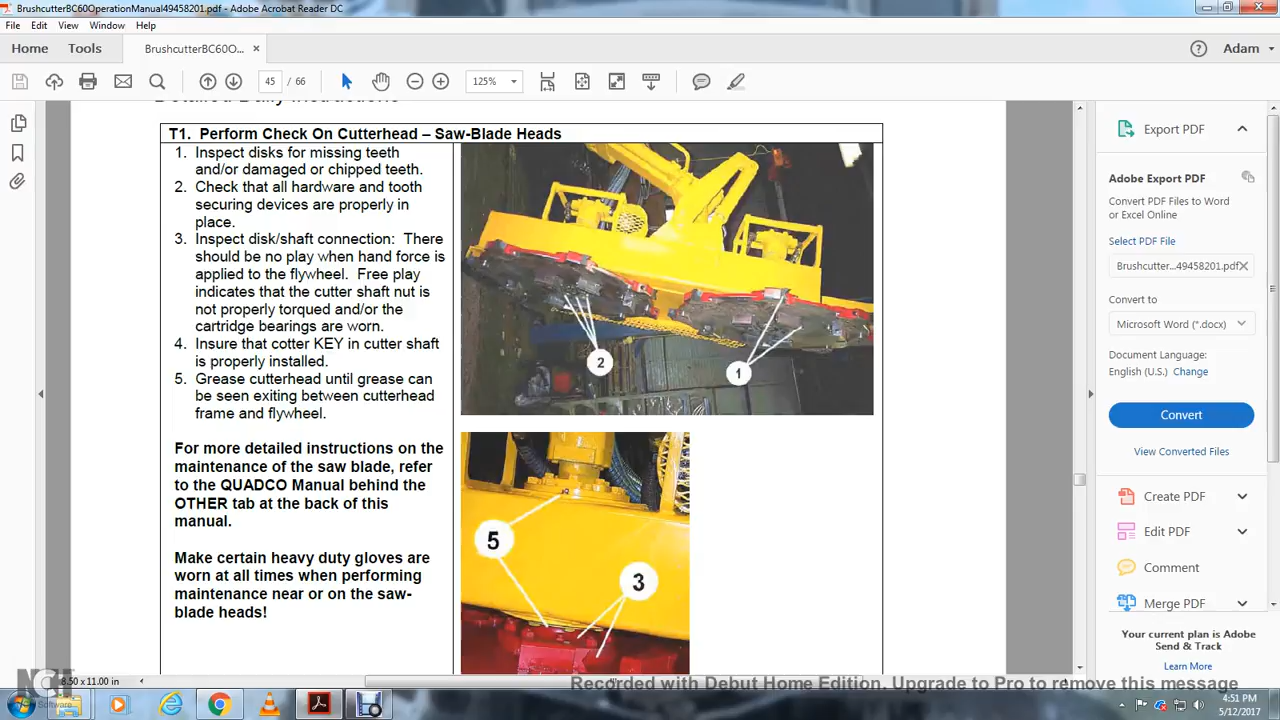 BrushcutterBC60OperationManual49458201.pdf - Adobe Acrobat Reader DC
File Edit View Window Help
Home Tools BrushcutterBC60O... × Adam
45 / 66 125%
Detailed Daily Instructions
T1. Perform Check On Cutterhead – Saw-Blade Heads
1. Inspect disks for missing teeth
and/or damaged or chipped teeth.
2. Check that all hardware and tooth
securing devices are properly in
place.
3. Inspect disk/shaft connection: There
should be no play when hand force is
applied to the flywheel. Free play
indicates that the cutter shaft nut is
not properly torqued and/or the
cartridge bearings are worn.
4. Insure that cotter KEY in cutter shaft
is properly installed.
5. Grease cutterhead until grease can
be seen exiting between cutterhead
frame and flywheel.
For more detailed instructions on the
maintenance of the saw blade, refer
to the QUADCO Manual behind the
OTHER tab at the back of this
manual.
Make certain heavy duty gloves are
worn at all times when performing
maintenance near or on the saw-
blade heads!
2
1
5
3
Export PDF
Adobe Export PDF
Convert PDF Files to Word
or Excel Online
Select PDF File
Brushcutter...49458201.pdf
Convert to
Microsoft Word (*.docx)
Document Language:
English (U.S.) Change
Convert
View Converted Files
Create PDF
Edit PDF
Comment
Merge PDF
Your current plan is Adobe
Send & Track
Learn More
8.50 x 11.00 in
NCH Software
Recorded with Debut Home Edition. Upgrade to Pro to remove this message
4:51 PM
5/12/2017